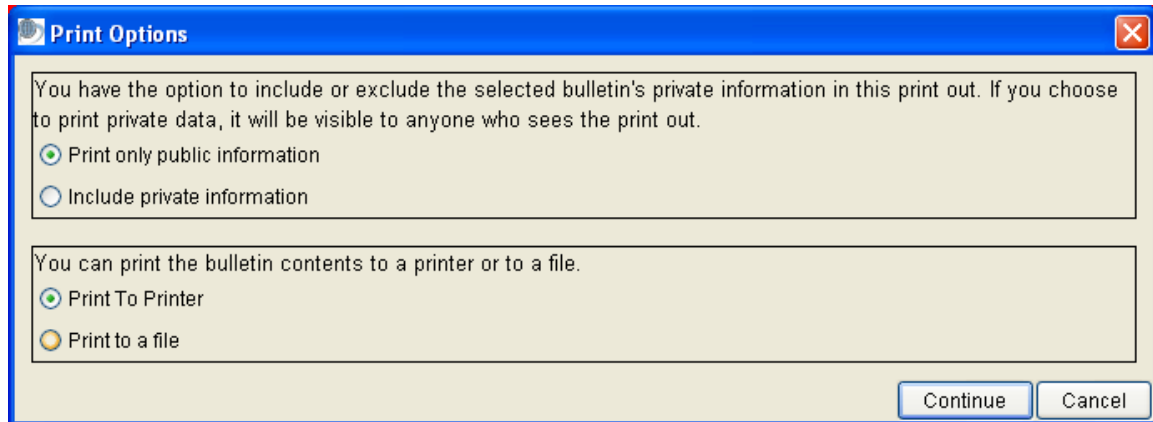 Print Options
You have the option to include or exclude the selected bulletin's private information in this print out. If you choose
to print private data, it will be visible to anyone who sees the print out.
Print only public information
Include private information
You can print the bulletin contents to a printer or to a file.
Print To Printer
Print to a file
Continue Cancel